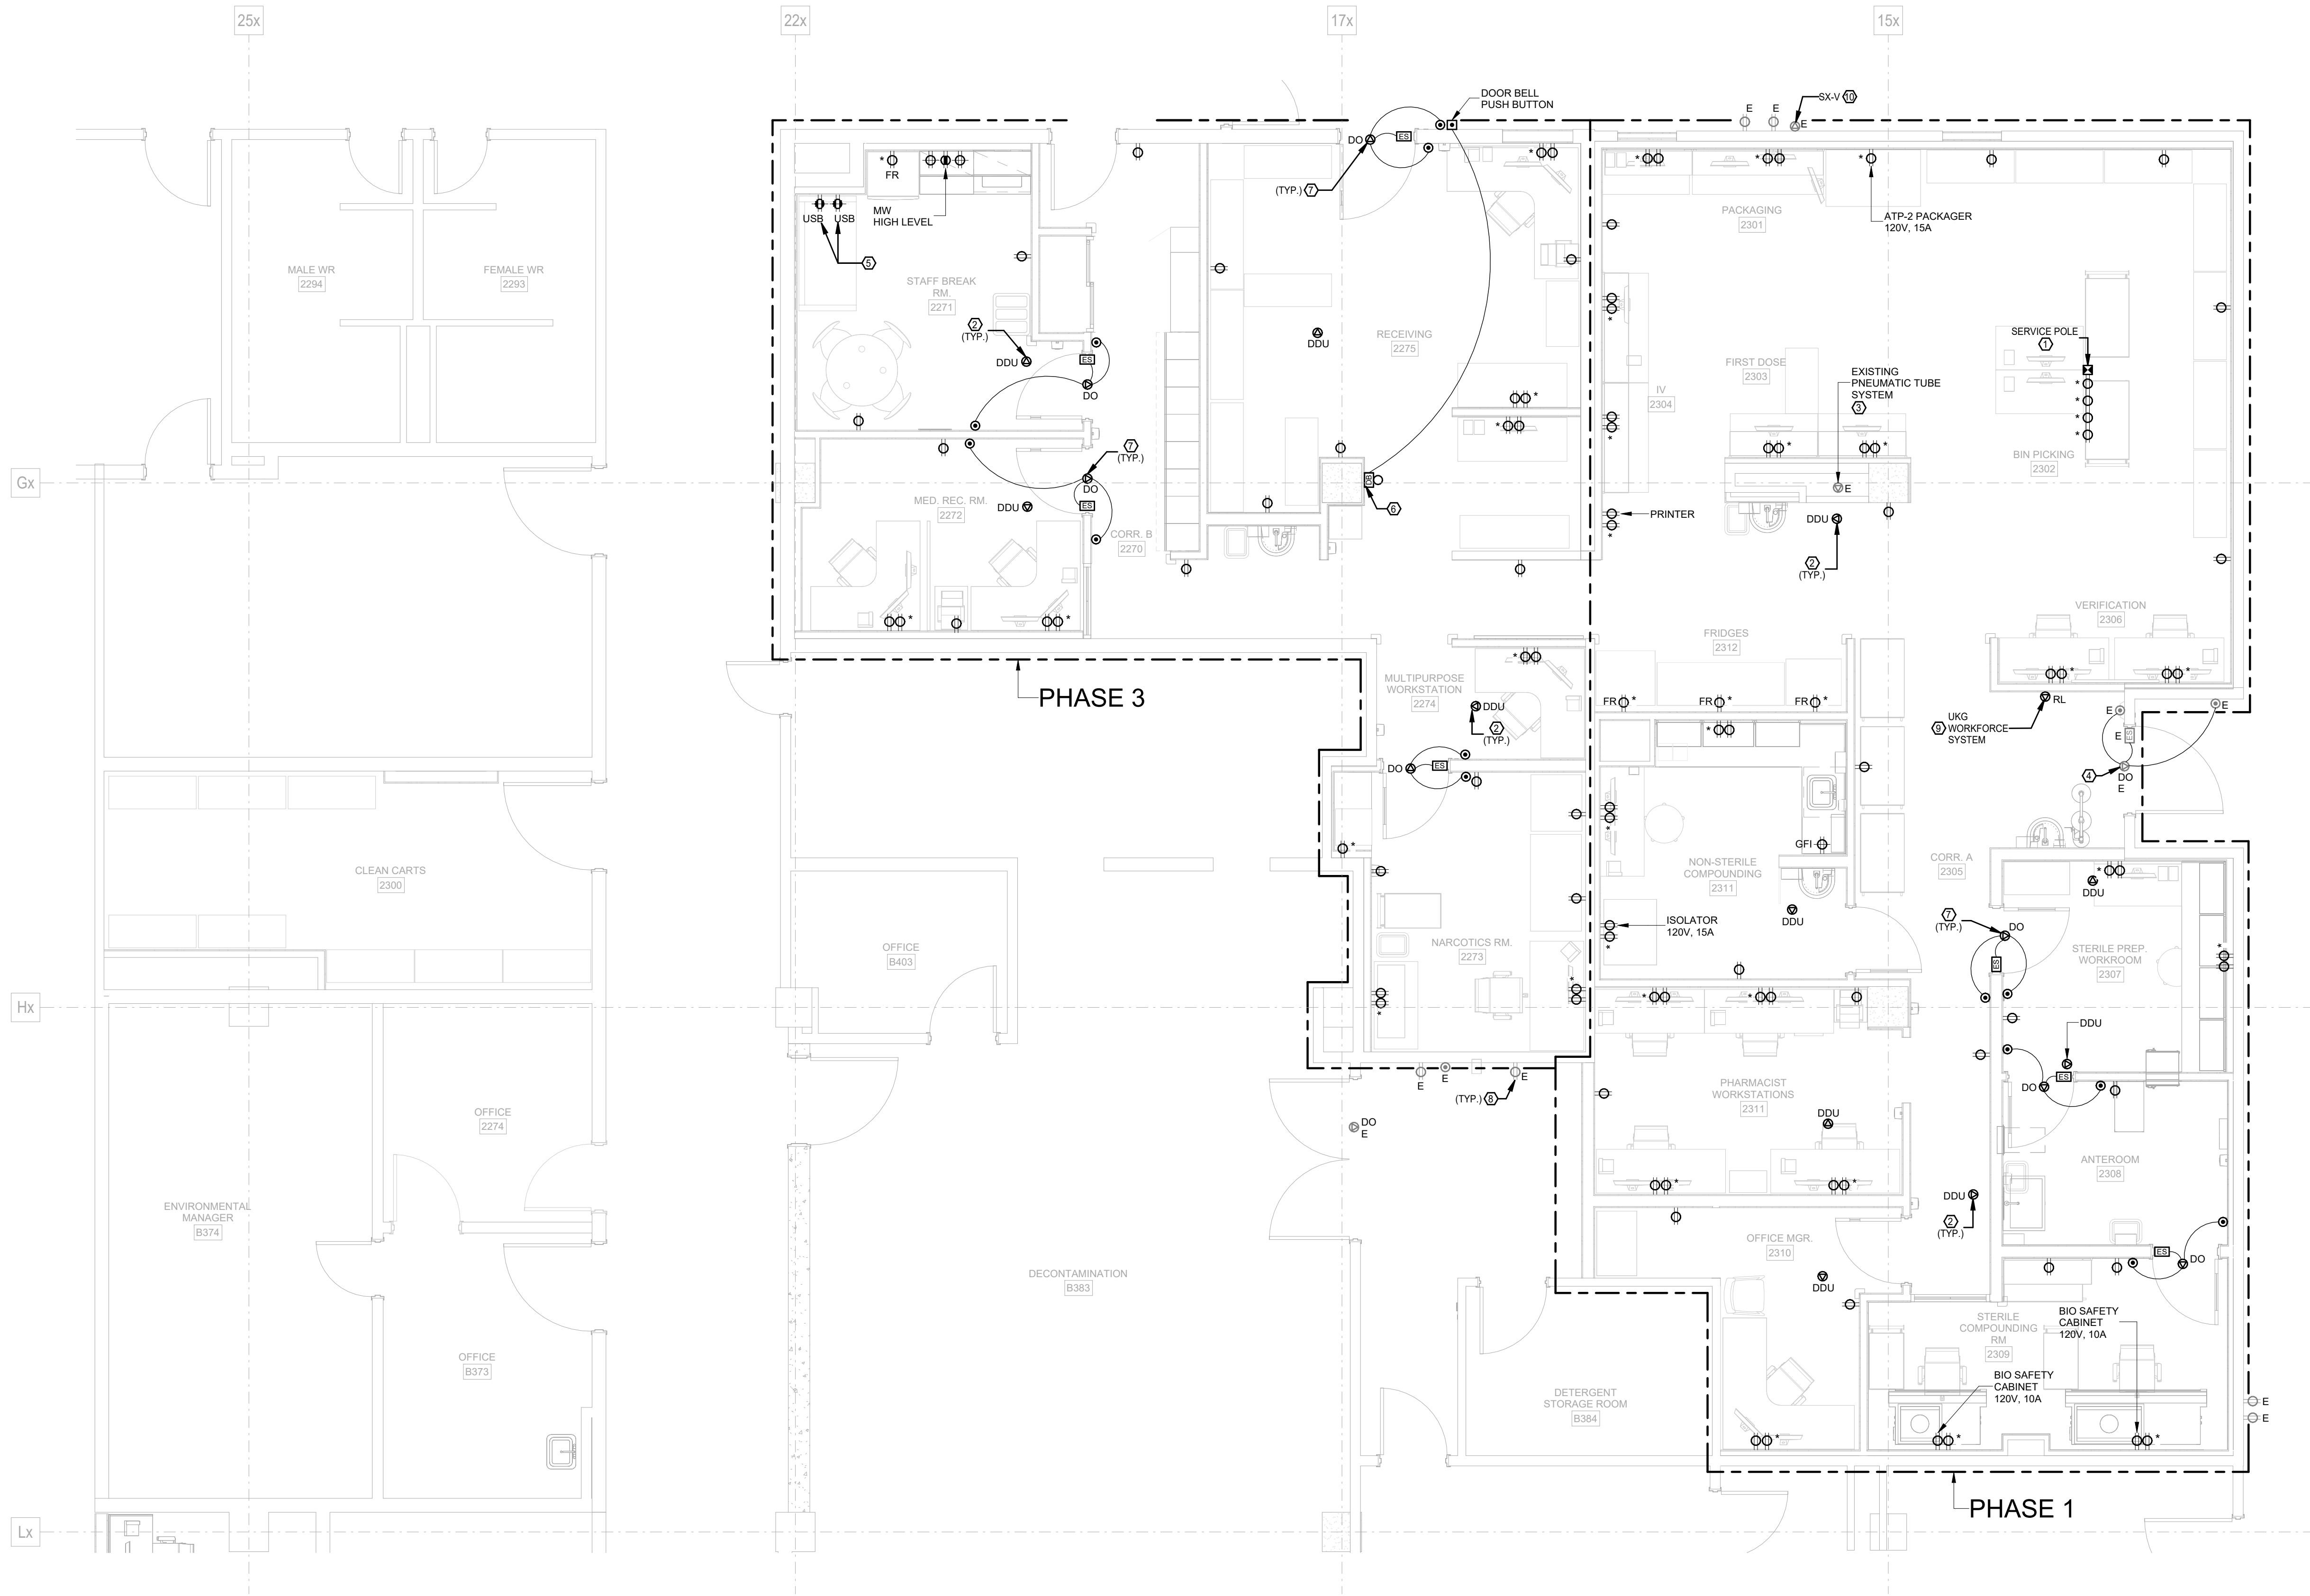 25x
22x
17x
15x
DOOR BELL
PUSH BUTTON
E E
SX-V 10
E
DO
ES
* FR
*
*
*
*
(TYP.) 7
MW
HIGH LEVEL
USB USB
5
PACKAGING
2301
ATP-2 PACKAGER
120V, 15A
MALE WR
2294
FEMALE WR
2293
STAFF BREAK
RM.
2271
2
(TYP.)
DDU
ES
DO
DDU
RECEIVING
2275
*
SERVICE POLE
1
FIRST DOSE
2303
EXISTING
PNEUMATIC TUBE
SYSTEM
3
IV
2304
*
*
*
*
*
*
*
*
*
*
7
(TYP.)
BIN PICKING
2302
Gx
DO
ES
DB
6
E
MED. REC. RM.
2272
DDU
PRINTER
*
DDU
CORR. B
2270
2
(TYP.)
VERIFICATION
2306
*
*
FRIDGES
2312
*
*
*
MULTIPURPOSE
WORKSTATION
2274
PHASE 3
DDU
2
(TYP.)
FR *
FR *
FR *
RL
9
UKG
WORKFORCE
SYSTEM
E
E
E
ES
*
DO
ES
4
DO
E
GFI
*
*
CLEAN CARTS
2300
NON-STERILE
COMPOUNDING
2311
CORR. A
2305
*
DDU
DDU
ISOLATOR
120V, 15A
*
7
(TYP.)
DO
OFFICE
B403
NARCOTICS RM.
2273
STERILE PREP.
WORKROOM
2307
*
ES
*
*
*
*
Hx
DDU
ES
DO
E
E
E
(TYP.) 8
PHARMACIST
WORKSTATIONS
2311
DDU
OFFICE
2274
DO
E
ANTEROOM
2308
*
*
DDU
2
(TYP.)
ENVIRONMENTAL
MANAGER
B374
OFFICE MGR.
2310
ES
DO
DECONTAMINATION
B383
DDU
STERILE
COMPOUNDING
RM
2309
BIO SAFETY
CABINET
120V, 10A
OFFICE
B373
BIO SAFETY
CABINET
120V, 10A
DETERGENT
STORAGE ROOM
B384
E
E
*
*
*
PHASE 1
Lx